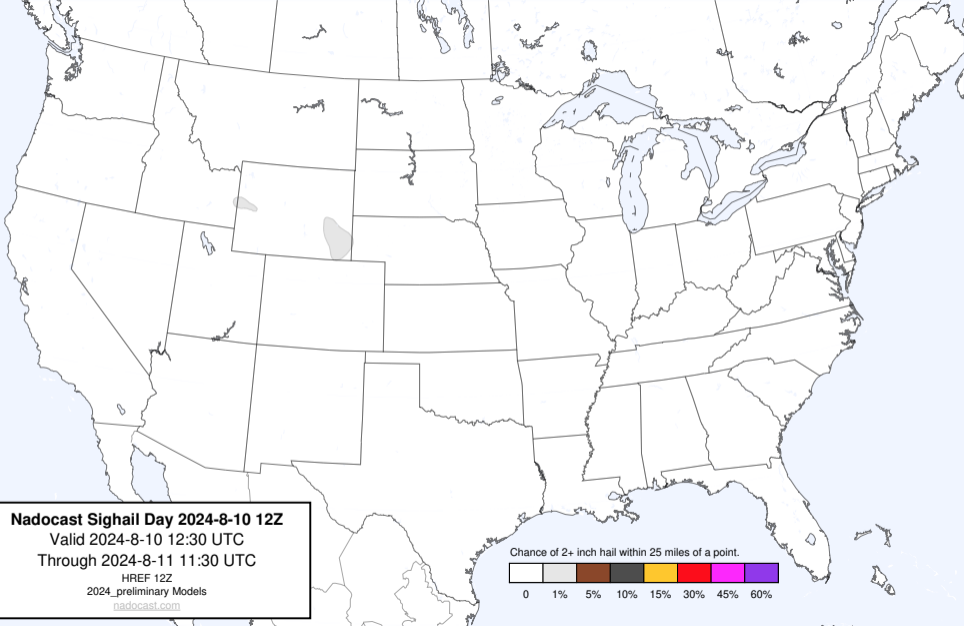 Nadocast Sighail Day 2024-8-10 12Z
Valid 2024-8-10 12:30 UTC
Through 2024-8-11 11:30 UTC
HREF 12Z
2024_preliminary Models
nadocast.com
Chance of 2+ inch hail within 25 miles of a point.
0 1% 5% 10% 15% 30% 45% 60%